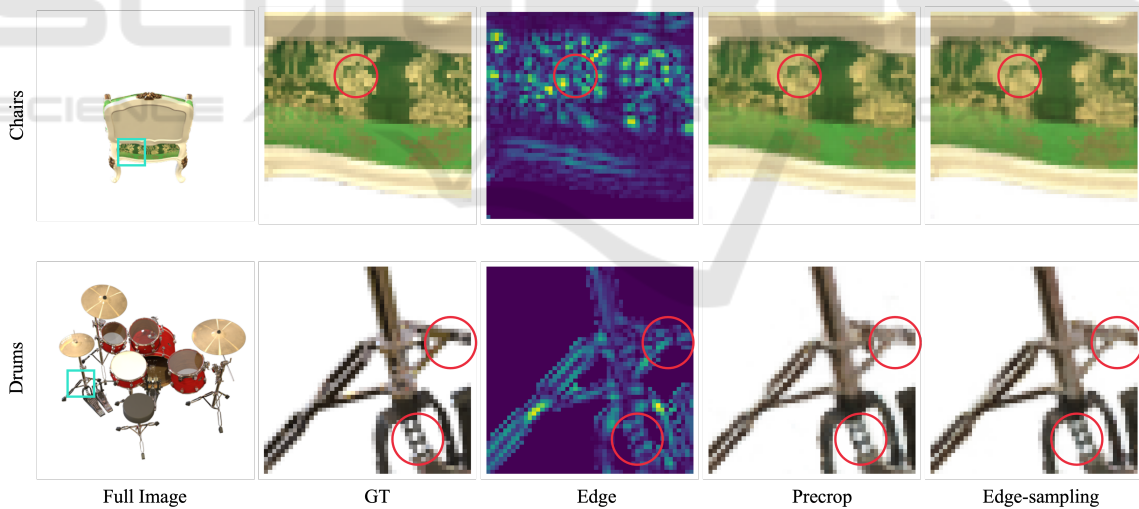 Chairs
Drums
Full Image
GT
Edge
Precrop
Edge-sampling